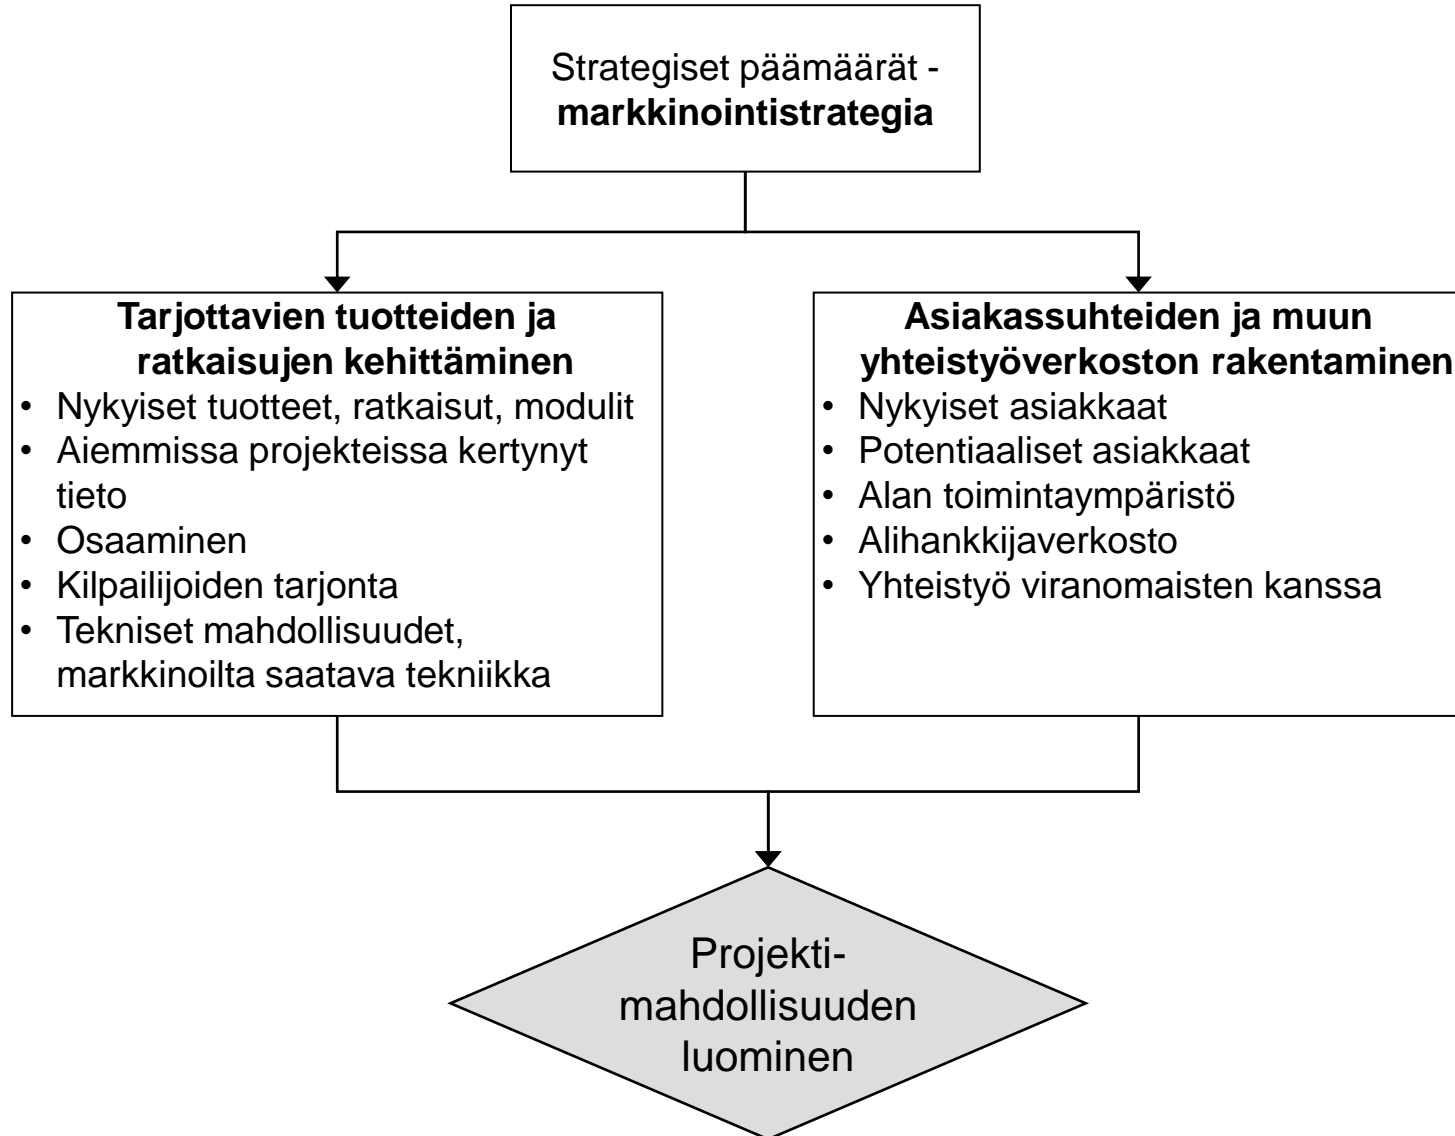 Strategiset päämäärät -
markkinointistrategia
Tarjottavien tuotteiden ja
ratkaisujen kehittäminen
• Nykyiset tuotteet, ratkaisut, modulit
• Aiemmissa projekteissa kertynyt
tieto
• Osaaminen
• Kilpailijoiden tarjonta
• Tekniset mahdollisuudet,
markkinoilta saatava tekniikka
Asiakassuhteiden ja muun
yhteistyöverkoston rakentaminen
• Nykyiset asiakkaat
• Potentiaaliset asiakkaat
• Alan toimintaympäristö
• Alihankkijaverkosto
• Yhteistyö viranomaisten kanssa
Projekti-
mahdollisuuden
luominen